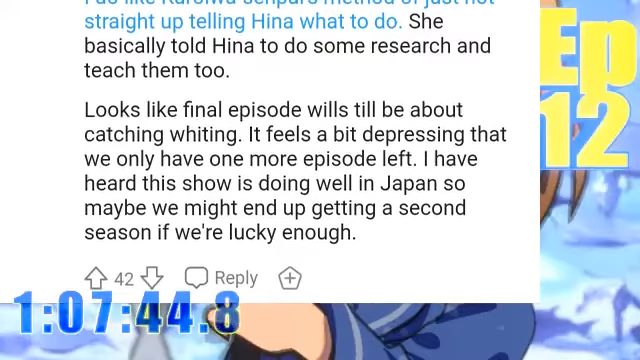 I do like Kuroiwa senpai's method of just not
straight up telling Hina what to do. She
basically told Hina to do some research and
teach them too.
Looks like final episode wills till be about
catching whiting. It feels a bit depressing that
we only have one more episode left. I have
heard this show is doing well in Japan so
maybe we might end up getting a second
season if we're lucky enough.
42 Reply
Ep
12
1:07:44.8